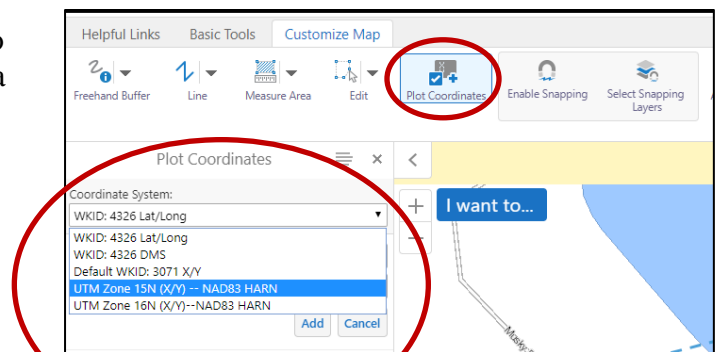 Helpful Links Basic Tools Customize Map
Freehand Buffer Line Measure Area Edit Plot Coordinates Enable Snapping Select Snapping Layers
Plot Coordinates
Coordinate System:
WKID: 4326 Lat/Long
WKID: 4326 Lat/Long
WKID: 4326 DMS
Default WKID: 3071 X/Y
UTM Zone 15N (X/Y) -- NAD83 HARN
UTM Zone 16N (X/Y)--NAD83 HARN
Add Cancel
I want to...
Musky